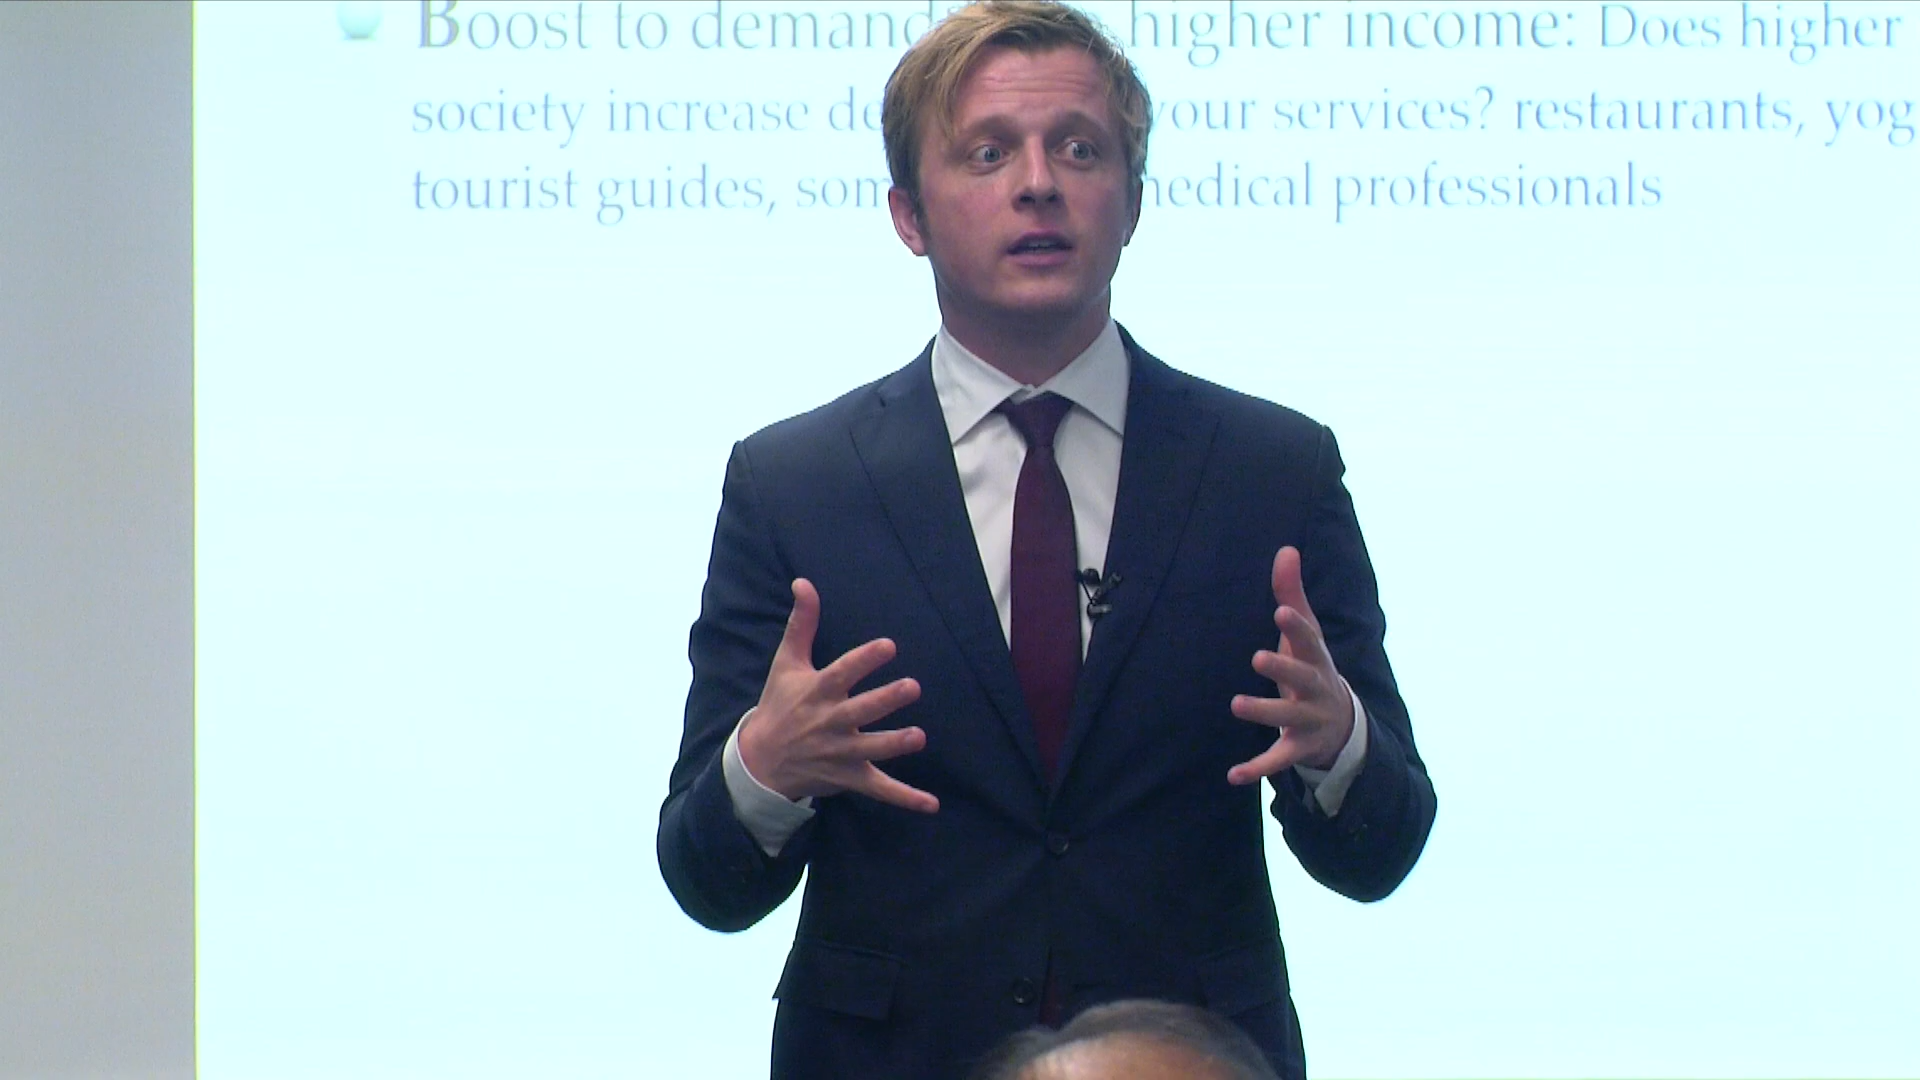 Boost to demand higher income: Does higher
society increase de your services? restaurants, yog
tourist guides, som medical professionals